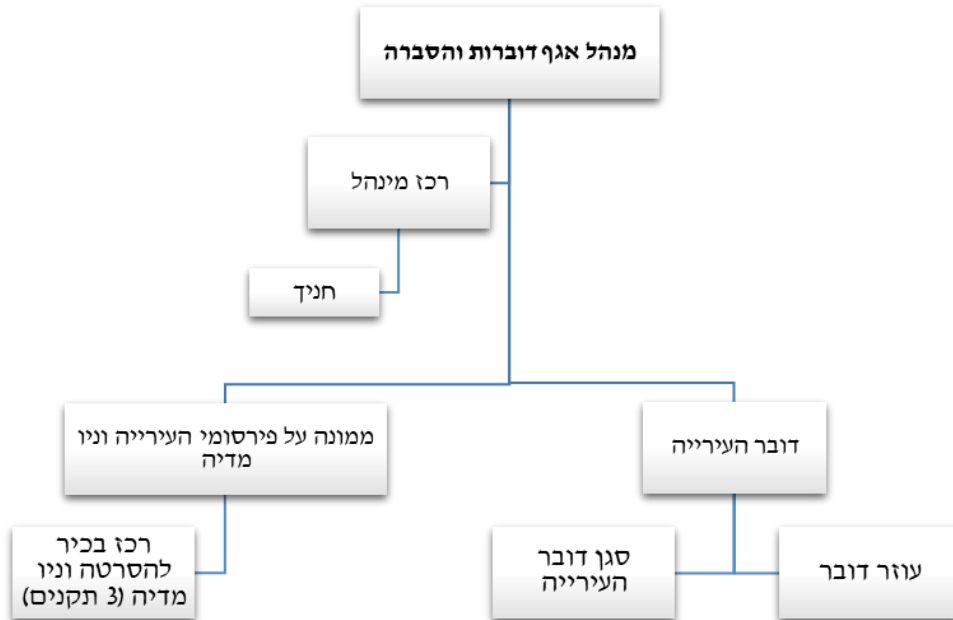 מנהל אגף דוברות והסברה
רכז מינהל
חניך
דובר העירייה
ממונה על פירסומי העירייה וניו
מדיה
עוזר דובר
סגן דובר
העירייה
רכז בכיר
להסרטה וניו
מדיה (3 תקנים)